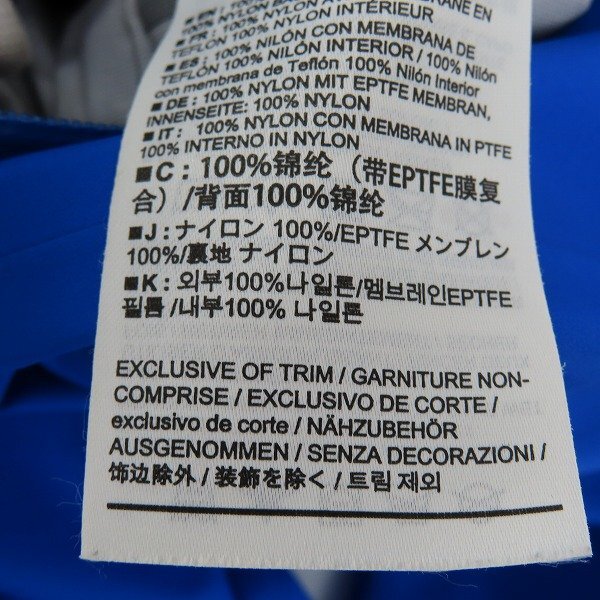 100% NYLON
■ FR : 100% NYLON
TEFLON 100% NYLON INTÉRIEUR
■ ES : 100% NILÓN CON MEMBRANA DE
TEFLÓN 100% NILÓN INTERIOR / 100% Nilón
con membrana de Teflón 100% Nilón Interior
■ DE : 100% NYLON MIT EPTFE MEMBRAN,
INNENSEITE: 100% NYLON
■ IT : 100% NYLON CON MEMBRANA IN PTFE
100% INTERNO IN NYLON
■ C : 100%锦纶 (带EPTFE膜复
合) /背面100%锦纶
■ J : ナイロン 100%/EPTFE メンブレン
100%/裏地 ナイロン
■ K : 외부100%나일론/멤브레인EPTFE
필름 /내부100% 나일론
EXCLUSIVE OF TRIM / GARNITURE NON-
COMPRISE / EXCLUSIVO DE CORTE /
exclusivo de corte / NÄHZUBEHÖR
AUSGENOMMEN / SENZA DECORAZIONI /
饰边除外 / 装飾を除く / 트림 제외